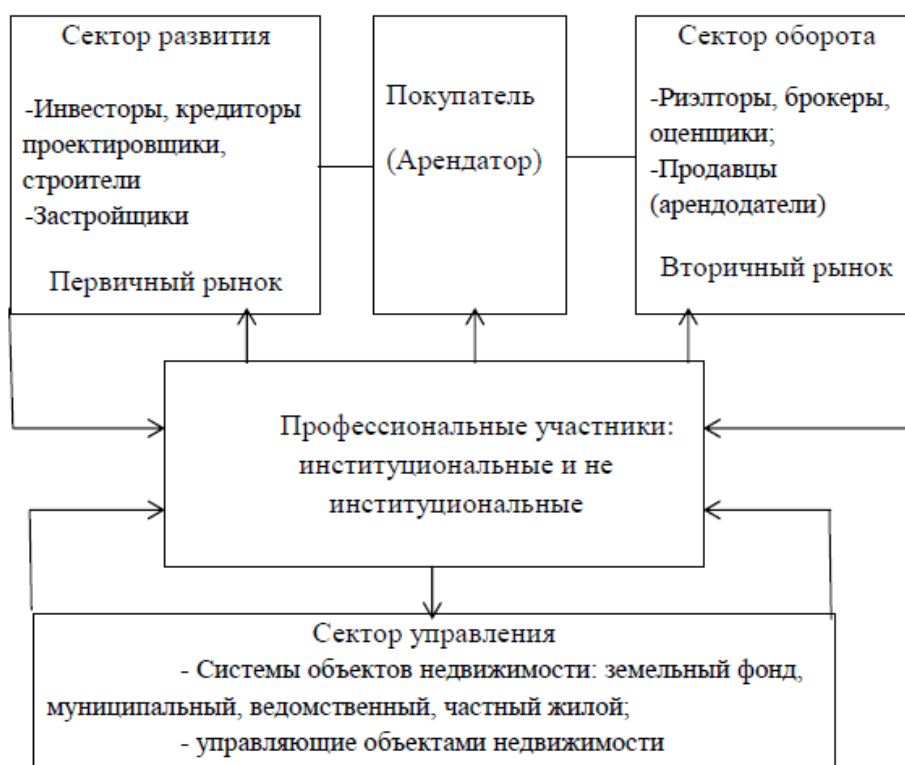 Сектор развития
-Инвесторы, кредиторы
проектировщики,
строители
-Застройщики
Первичный рынок
Покупатель
(Арендатор)
Сектор оборота
-Риэлторы, брокеры,
оценщики;
-Продавцы
(арендодатели)
Вторичный рынок
Профессиональные участники:
институциональные и не
институциональные
Сектор управления
- Системы объектов недвижимости: земельный фонд,
муниципальный, ведомственный, частный жилой;
- управляющие объектами недвижимости